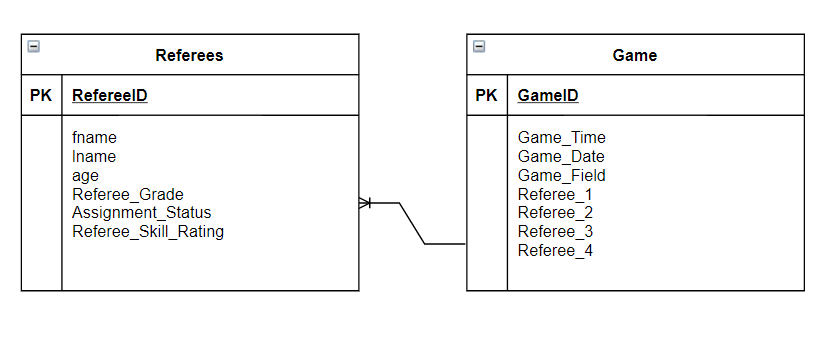 Referees
PK RefereeID
fname
lname
age
Referee_Grade
Assignment_Status
Referee_Skill_Rating
Game
PK GameID
Game_Time
Game_Date
Game_Field
Referee_1
Referee_2
Referee_3
Referee_4